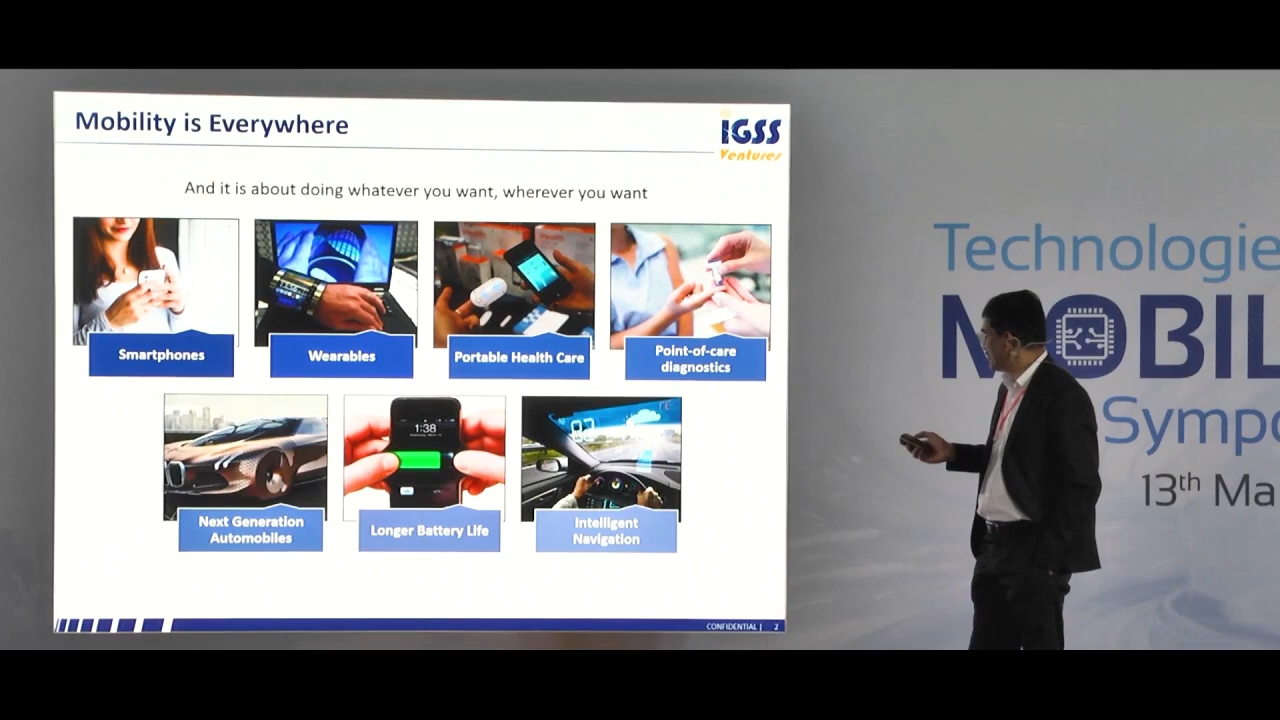 Mobility is Everywhere
iGSS
Ventures
And it is about doing whatever you want, wherever you want
Smartphones
Wearables
Portable Health Care
Point-of-care
diagnostics
1:38
Next Generation
Automobiles
Longer Battery Life
Intelligent
Navigation
CONFIDENTIAL | 2
Technologie
MOBIL
Sympo
13th Ma